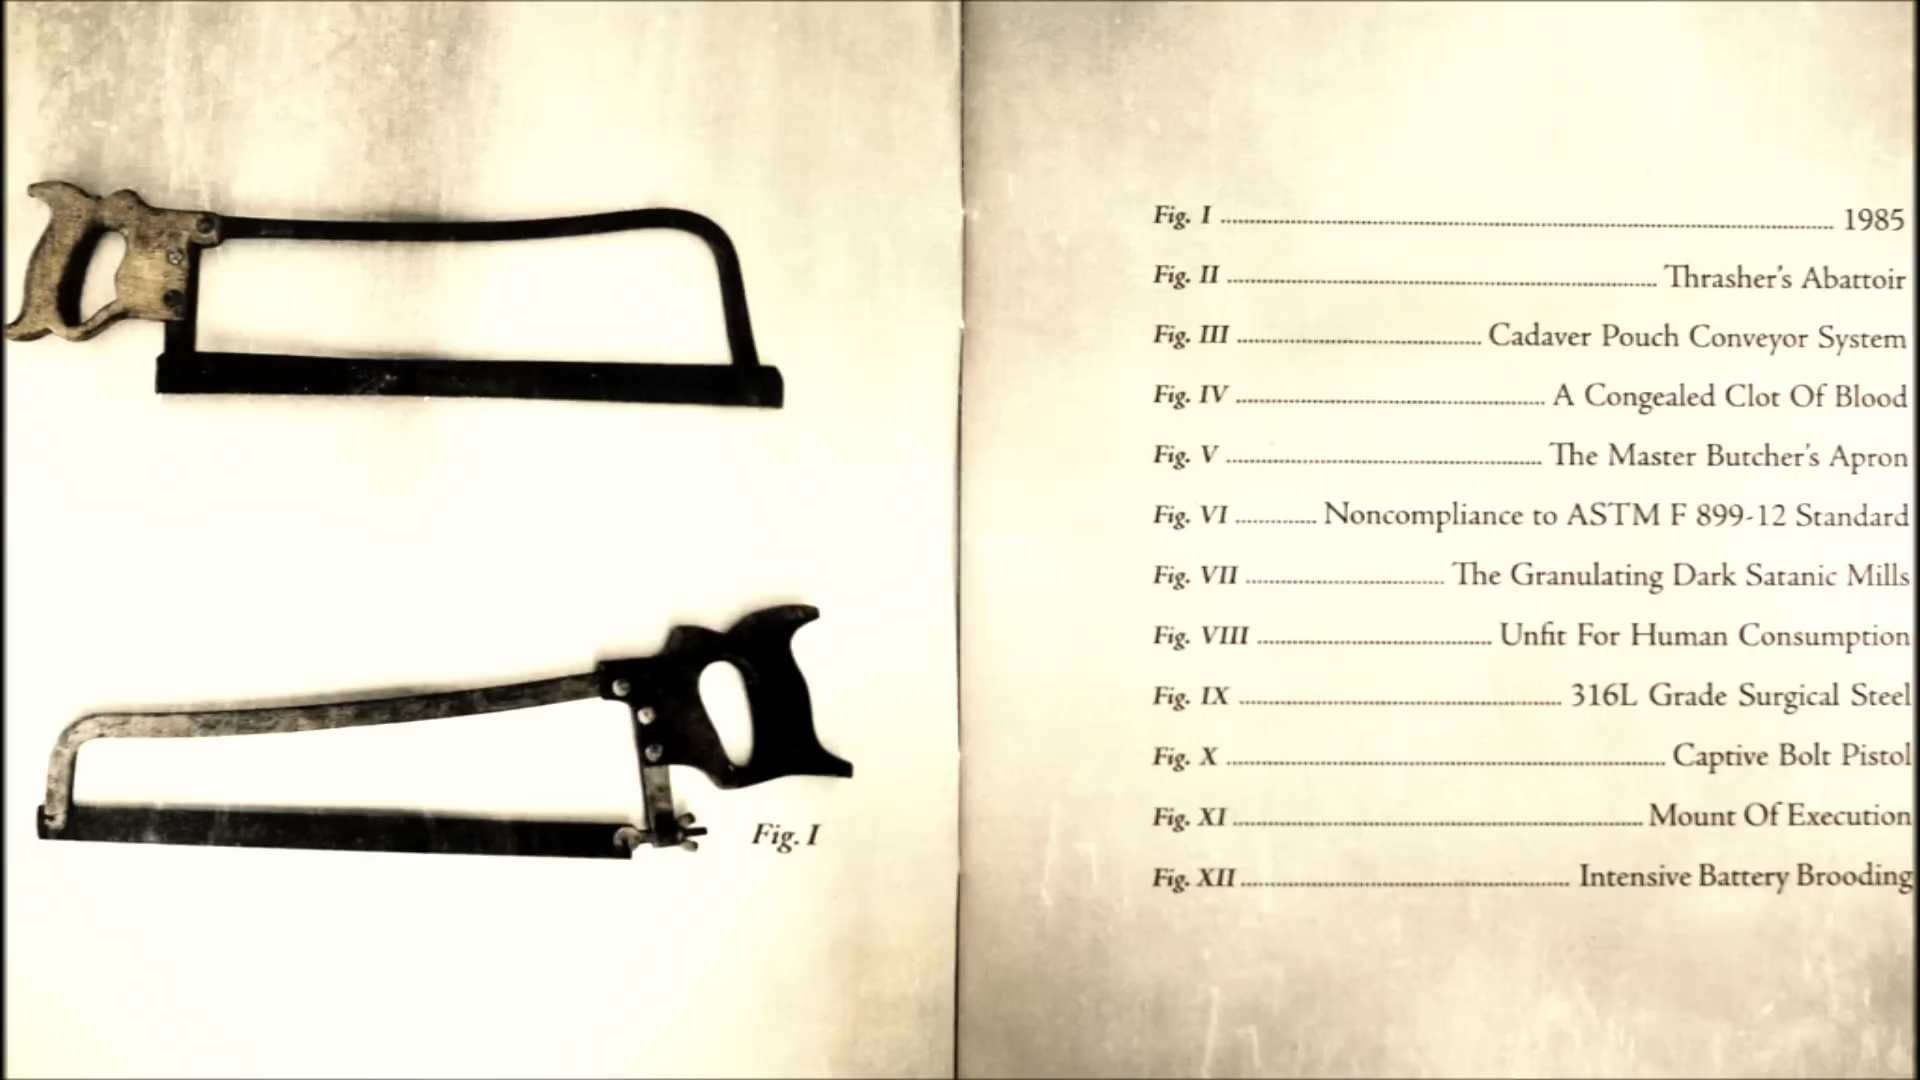 Fig. I
Fig. I ........ 1985
Fig. II ........ Thrasher's Abattoir
Fig. III ........ Cadaver Pouch Conveyor System
Fig. IV ........ A Congealed Clot Of Blood
Fig. V ........ The Master Butcher's Apron
Fig. VI ........ Noncompliance to ASTM F 899-12 Standard
Fig. VII ........ The Granulating Dark Satanic Mills
Fig. VIII ........ Unfit For Human Consumption
Fig. IX ........ 316L Grade Surgical Steel
Fig. X ........ Captive Bolt Pistol
Fig. XI ........ Mount Of Execution
Fig. XII ........ Intensive Battery Brooding